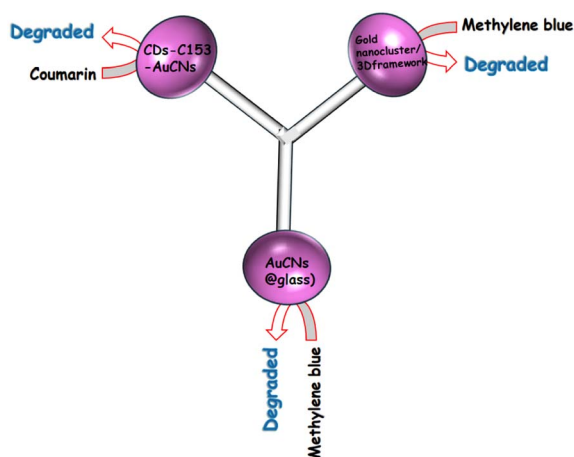 Degraded
CDs-C153
-AuCNs
Coumarin
Methylene blue
Gold
nanocluster/
3Dframework
Degraded
AuCNs
@glass)
Degraded
Methylene blue